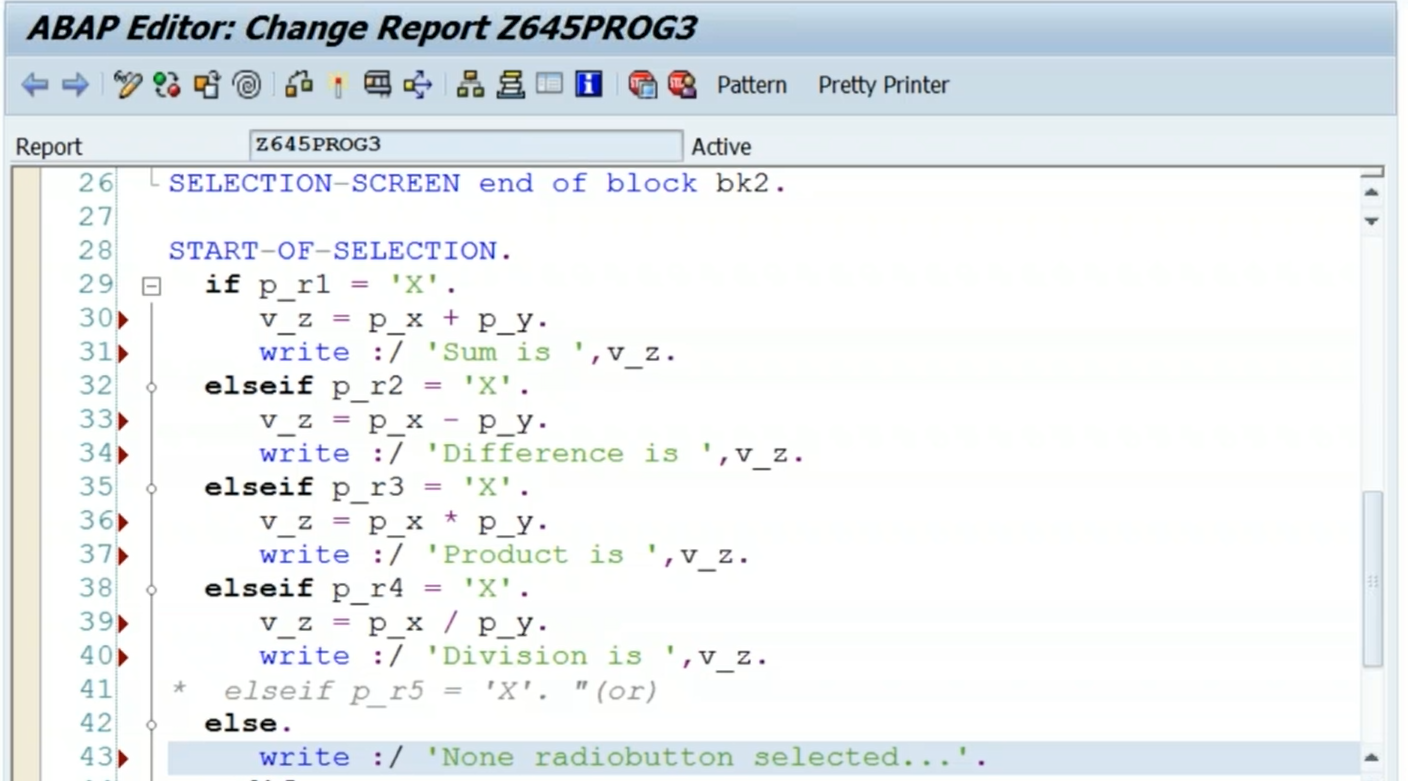 ABAP Editor: Change Report Z645PROG3
Pattern Pretty Printer
Report Z645PROG3 Active
26 SELECTION-SCREEN end of block bk2.
27
28 START-OF-SELECTION.
29 if p_r1 = 'X'.
30 v_z = p_x + p_y.
31 write :/ 'Sum is ',v_z.
32 elseif p_r2 = 'X'.
33 v_z = p_x - p_y.
34 write :/ 'Difference is ',v_z.
35 elseif p_r3 = 'X'.
36 v_z = p_x * p_y.
37 write :/ 'Product is ',v_z.
38 elseif p_r4 = 'X'.
39 v_z = p_x / p_y.
40 write :/ 'Division is ',v_z.
41 * elseif p_r5 = 'X'. "(or)
42 else.
43 write :/ 'None radiobutton selected...'.